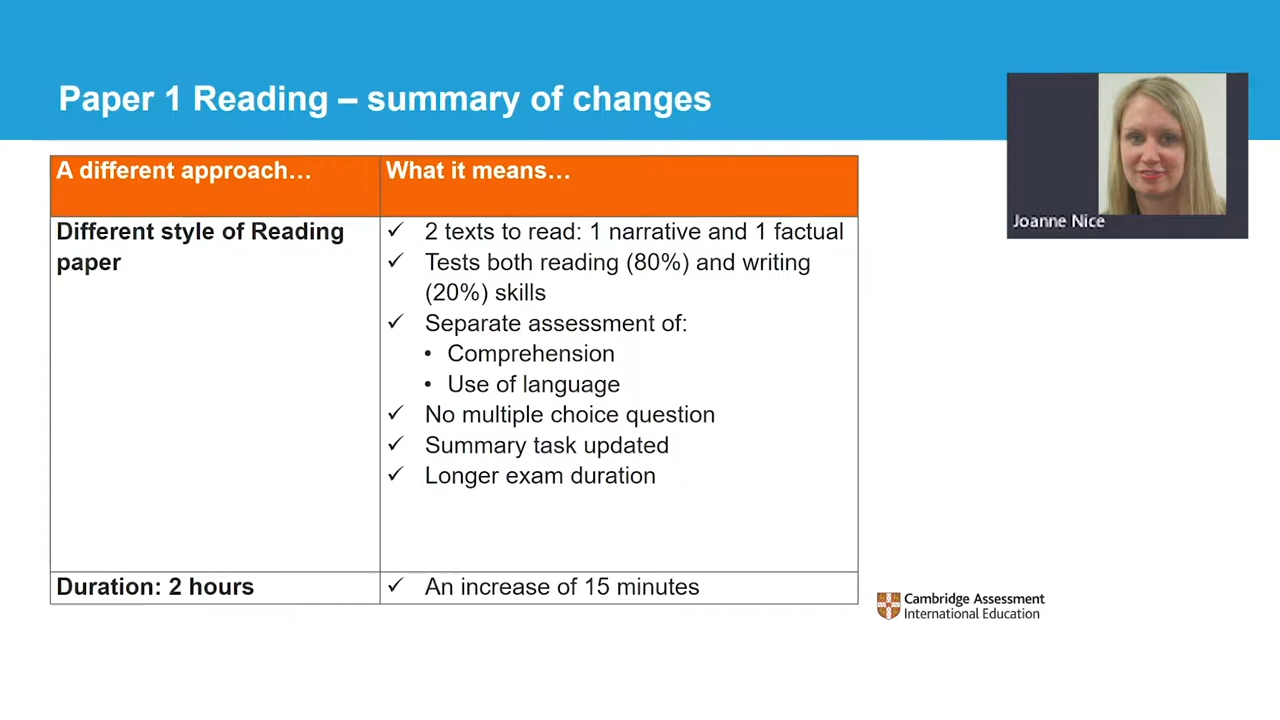 Paper 1 Reading – summary of changes
Joanne Nice
A different approach…
What it means…
Different style of Reading
paper
✓ 2 texts to read: 1 narrative and 1 factual
✓ Tests both reading (80%) and writing
(20%) skills
✓ Separate assessment of:
• Comprehension
• Use of language
✓ No multiple choice question
✓ Summary task updated
✓ Longer exam duration
Duration: 2 hours
✓ An increase of 15 minutes
Cambridge Assessment
International Education